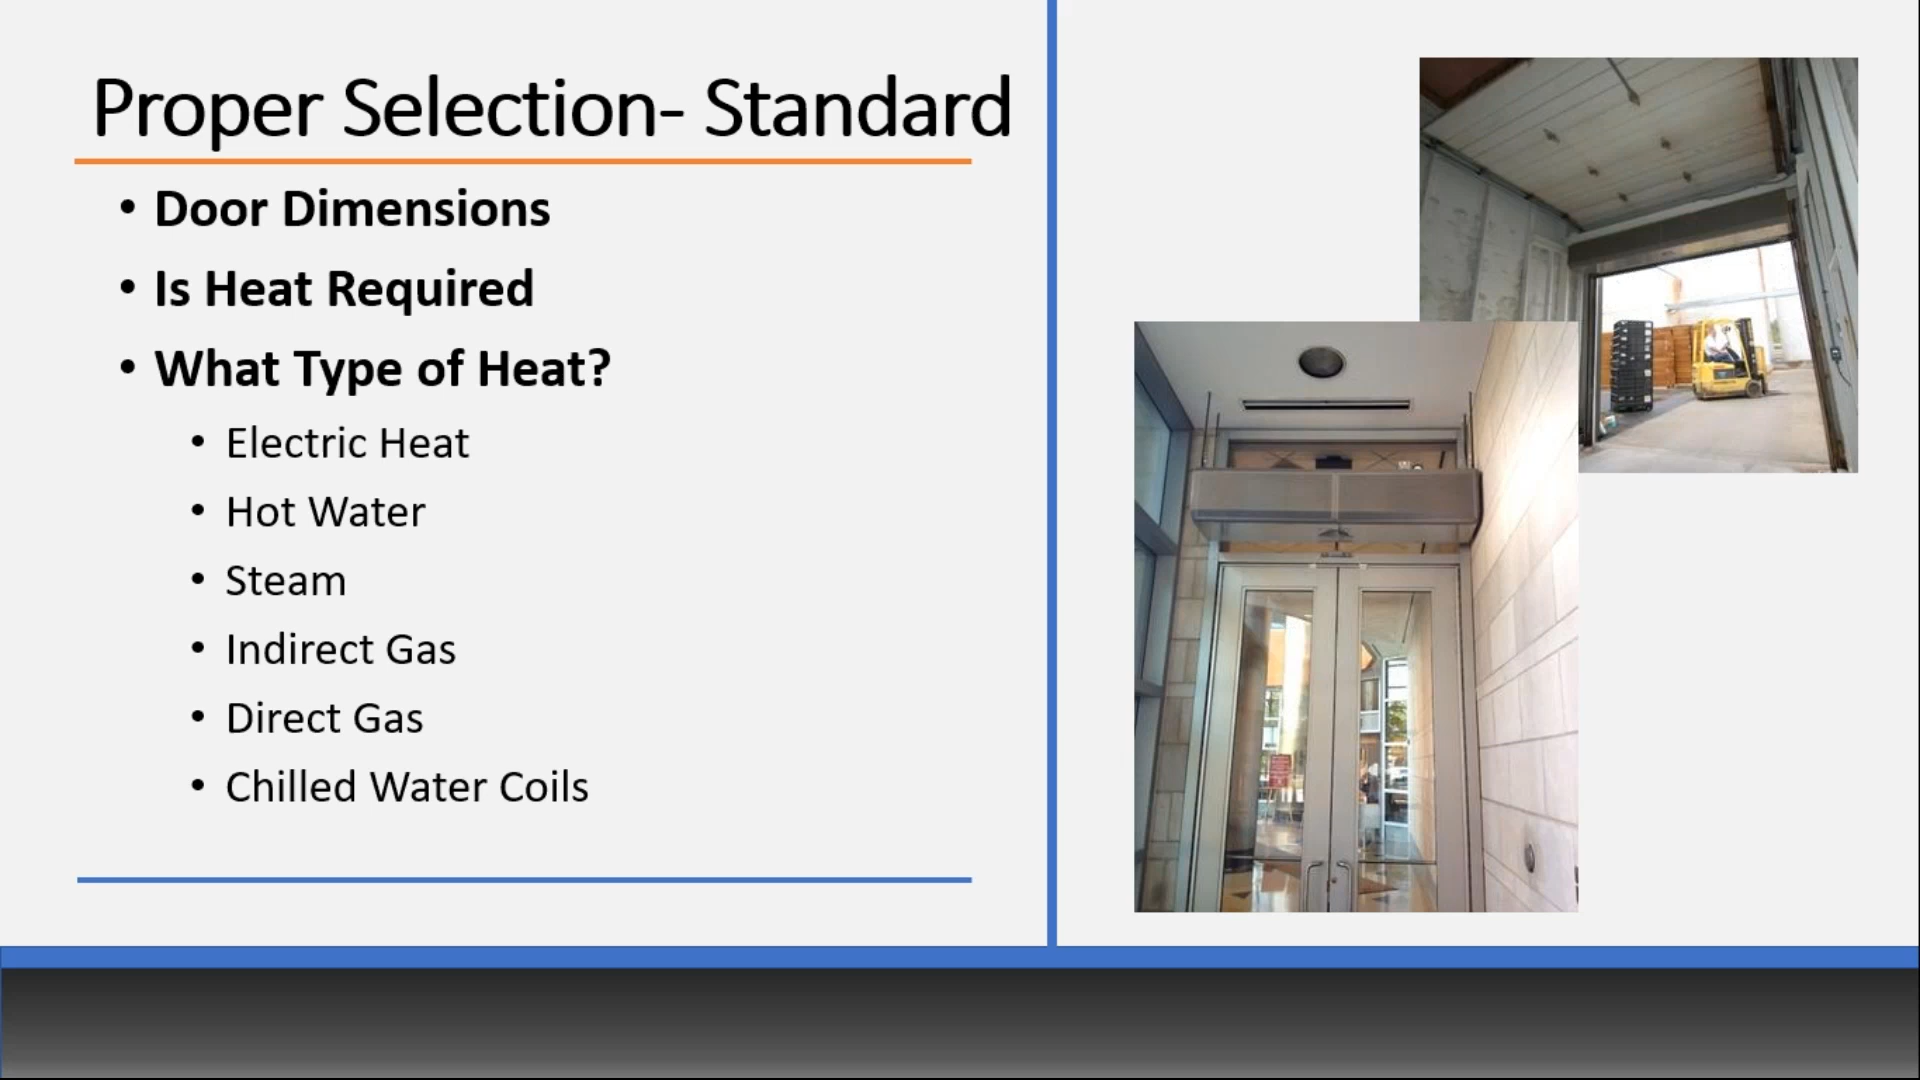 Proper Selection- Standard
• Door Dimensions
• Is Heat Required
• What Type of Heat?
• Electric Heat
• Hot Water
• Steam
• Indirect Gas
• Direct Gas
• Chilled Water Coils